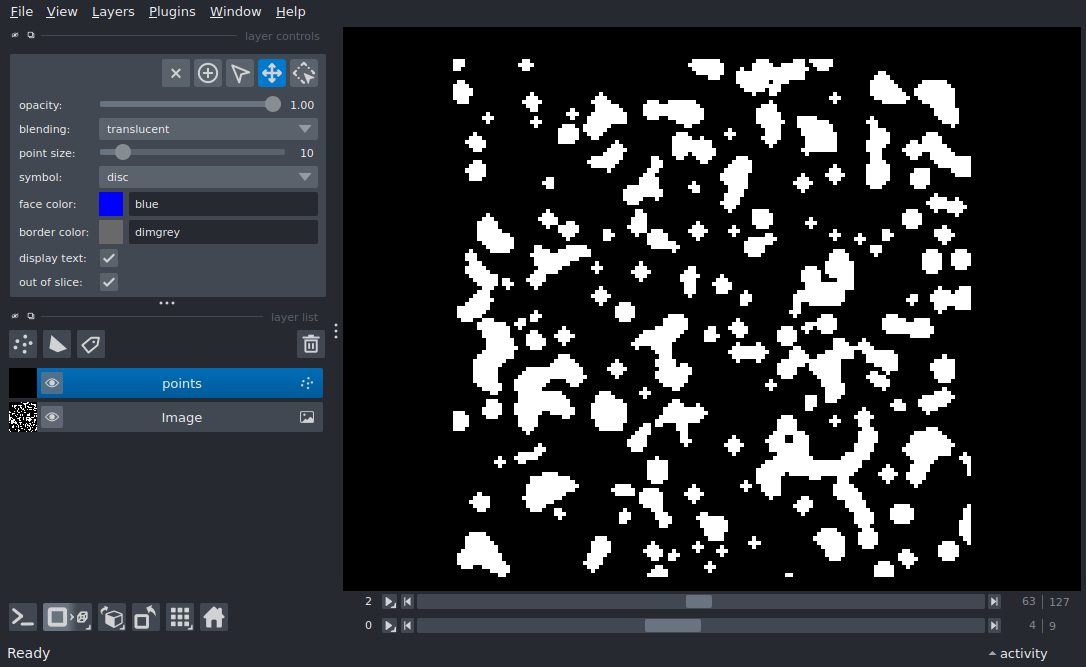 File View Layers Plugins Window Help
layer controls
opacity: 1.00
blending: translucent
point size: 10
symbol: disc
face color: blue
border color: dimgrey
display text:
out of slice:
layer list
points
Image
2 63 127
0 4 9
Ready activity